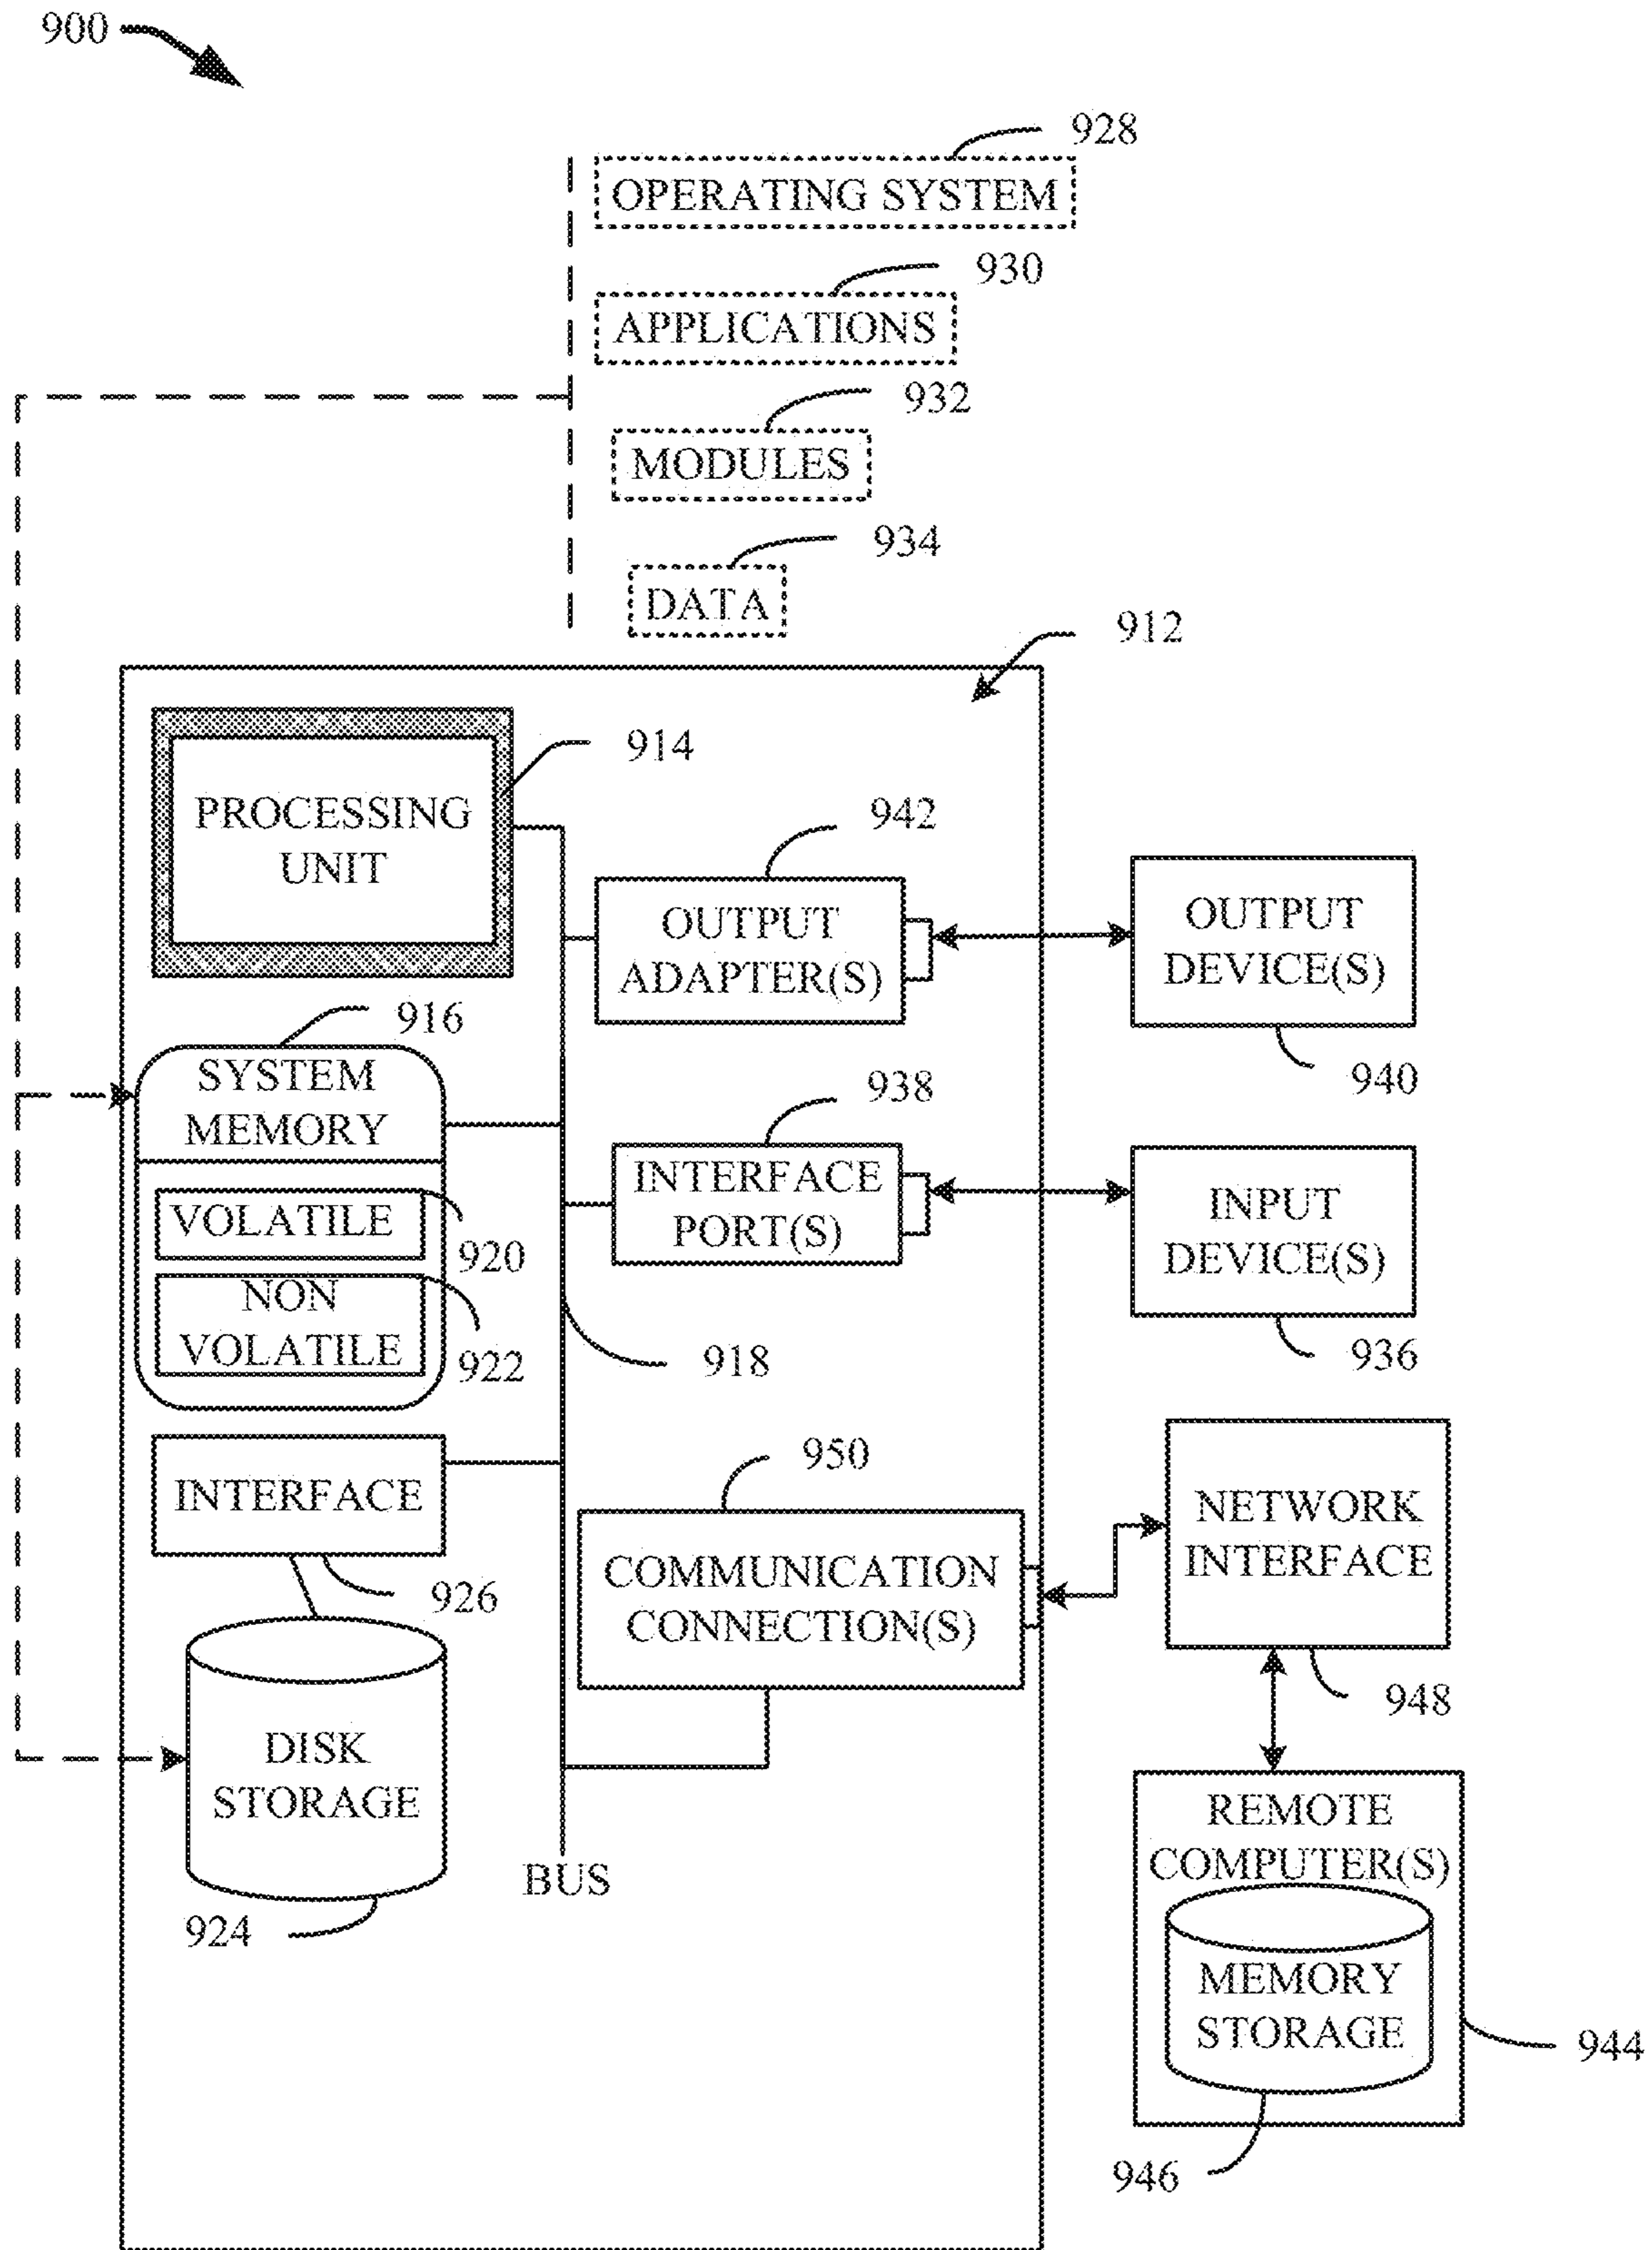 900
928
OPERATING SYSTEM
930
APPLICATIONS
932
MODULES
934
DATA
912
914
PROCESSING
UNIT
942
OUTPUT
ADAPTER(S)
OUTPUT
DEVICE(S)
940
916
SYSTEM
MEMORY
VOLATILE
920
NON
VOLATILE
922
938
INTERFACE
PORT(S)
INPUT
DEVICE(S)
936
918
INTERFACE
926
950
COMMUNICATION
CONNECTION(S)
NETWORK
INTERFACE
948
DISK
STORAGE
924
BUS
REMOTE
COMPUTER(S)
MEMORY
STORAGE
944
946